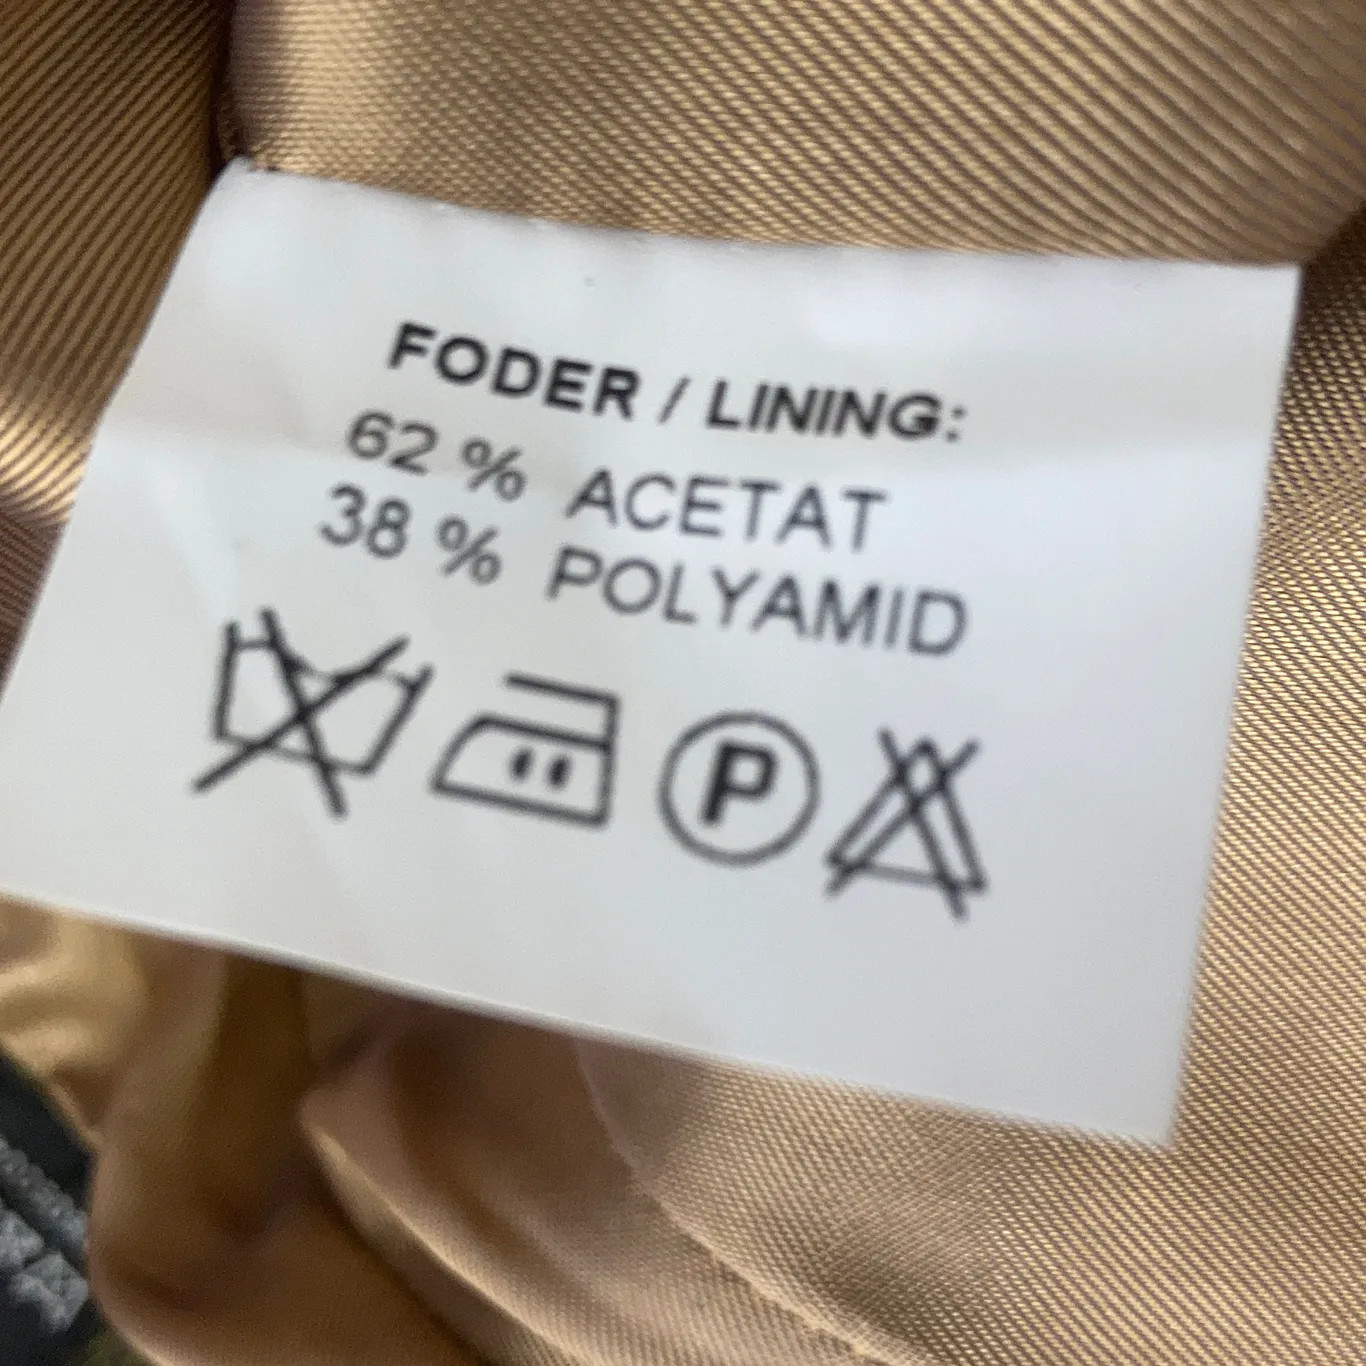 FODER / LINING:
62 % ACETAT
38 % POLYAMID
P